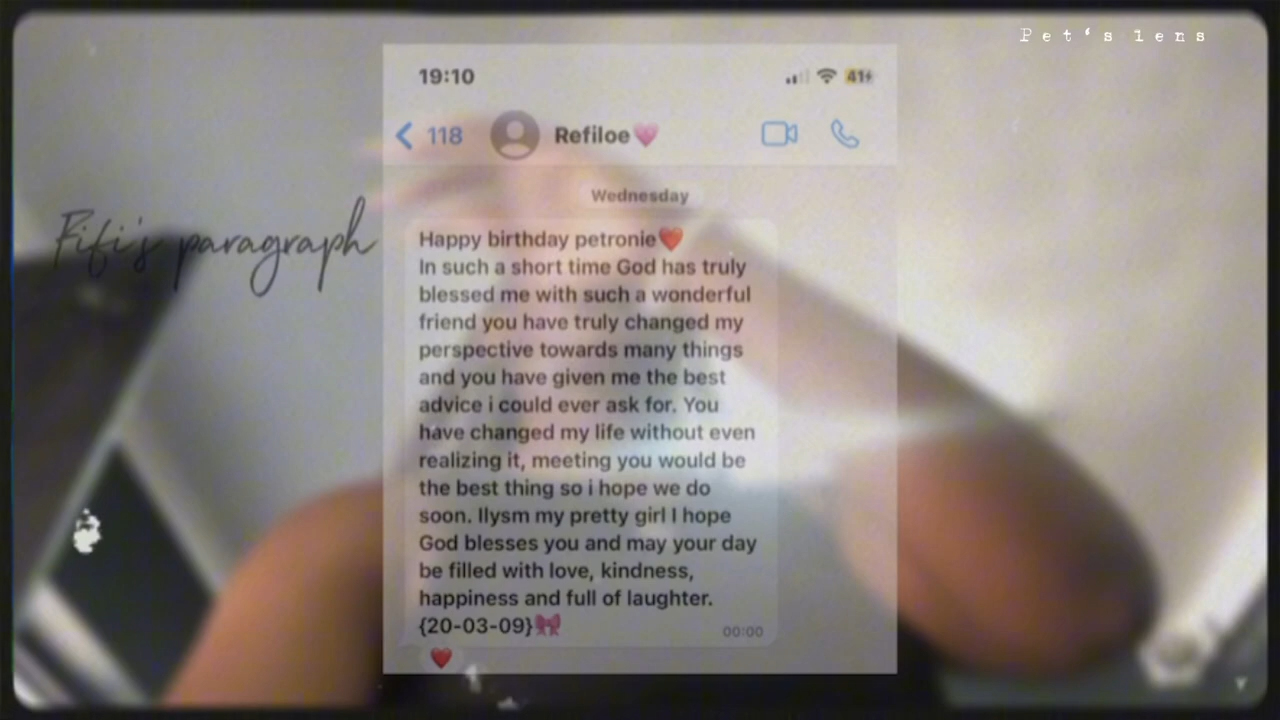 Pet's lens
19:10
41
118
Refiloe💗
Wednesday
Fifi's paragraph
Happy birthday petronie❤️
In such a short time God has truly
blessed me with such a wonderful
friend you have truly changed my
perspective towards many things
and you have given me the best
advice i could ever ask for. You
have changed my life without even
realizing it, meeting you would be
the best thing so i hope we do
soon. Ilysm my pretty girl I hope
God blesses you and may your day
be filled with love, kindness,
happiness and full of laughter.
{20-03-09}🎀
00:00
❤️